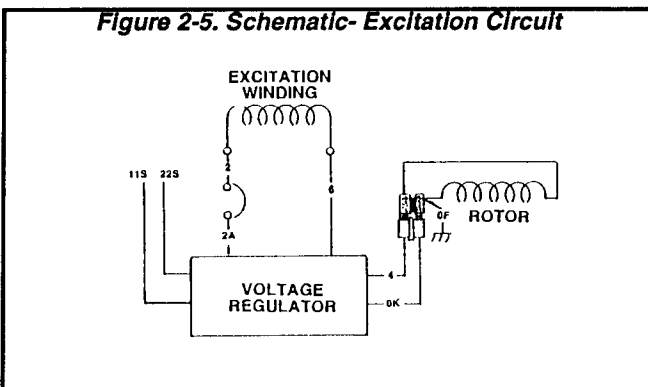 Figure 2-5. Schematic- Excitation Circuit
EXCITATION
WINDING
11S 22S
2
6
2A
4
0K
0F
ROTOR
VOLTAGE
REGULATOR